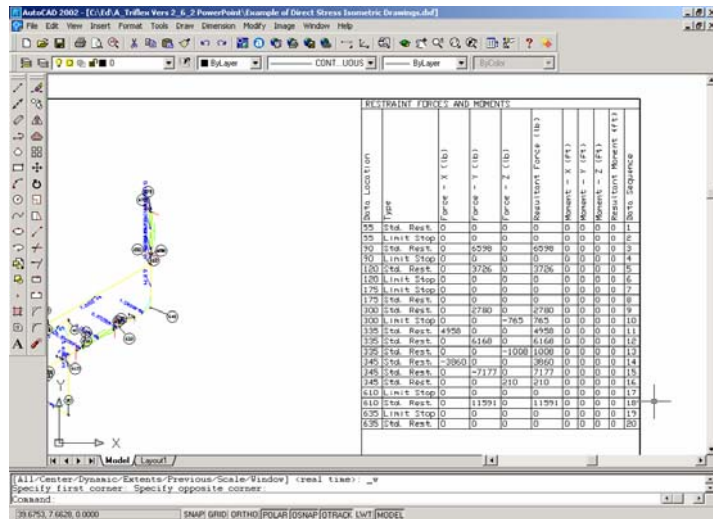 AutoCAD 2002 - [C:\Ed\A_Triflex Vers 2_6_2 PowerPoint\Example of Direct Stress Isometric Drawings.dxf]
File Edit View Insert Format Tools Draw Dimension Modify Image Window Help
0 ByLayer CONT...UOUS ByLayer ByColor
RESTRAINT FORCES AND MOMENTS
Data Location Type Force - X (lb) Force - Y (lb) Force - Z (lb) Resultant Force (lb) Moment - X (ft) Moment - Y (ft) Moment - Z (ft) Resultant Moment (ft) Data Sequence
55 Std. Rest. 0 0 0 0 0 0 0 0 1
55 Limit Stop 0 0 0 0 0 0 0 0 2
90 Std. Rest. 0 6598 0 6598 0 0 0 0 3
90 Limit Stop 0 0 0 0 0 0 0 0 4
120 Std. Rest. 0 3726 0 3726 0 0 0 0 5
120 Limit Stop 0 0 0 0 0 0 0 0 6
175 Limit Stop 0 0 0 0 0 0 0 0 7
175 Std. Rest. 0 0 0 0 0 0 0 0 8
300 Std. Rest. 0 2780 0 2780 0 0 0 0 9
300 Limit Stop 0 0 -765 765 0 0 0 0 10
335 Std. Rest. 4958 0 0 4958 0 0 0 0 11
335 Std. Rest. 0 6168 0 6168 0 0 0 0 12
335 Std. Rest. 0 0 -1008 1008 0 0 0 0 13
345 Std. Rest. -3860 0 0 3860 0 0 0 0 14
345 Std. Rest. 0 -7177 0 7177 0 0 0 0 15
345 Std. Rest. 0 0 210 210 0 0 0 0 16
610 Limit Stop 0 0 0 0 0 0 0 0 17
610 Std. Rest. 0 11591 0 11591 0 0 0 0 18
635 Limit Stop 0 0 0 0 0 0 0 0 19
635 Std. Rest. 0 0 0 0 0 0 0 0 20
Y
X
Model Layout1
[All/Center/Dynamic/Extents/Previous/Scale/Window] <real time>: _w
Specify first corner: Specify opposite corner:
Command:
39.6753, 7.6628, 0.0000 SNAP GRID ORTHO POLAR OSNAP OTRACK LWT MODEL